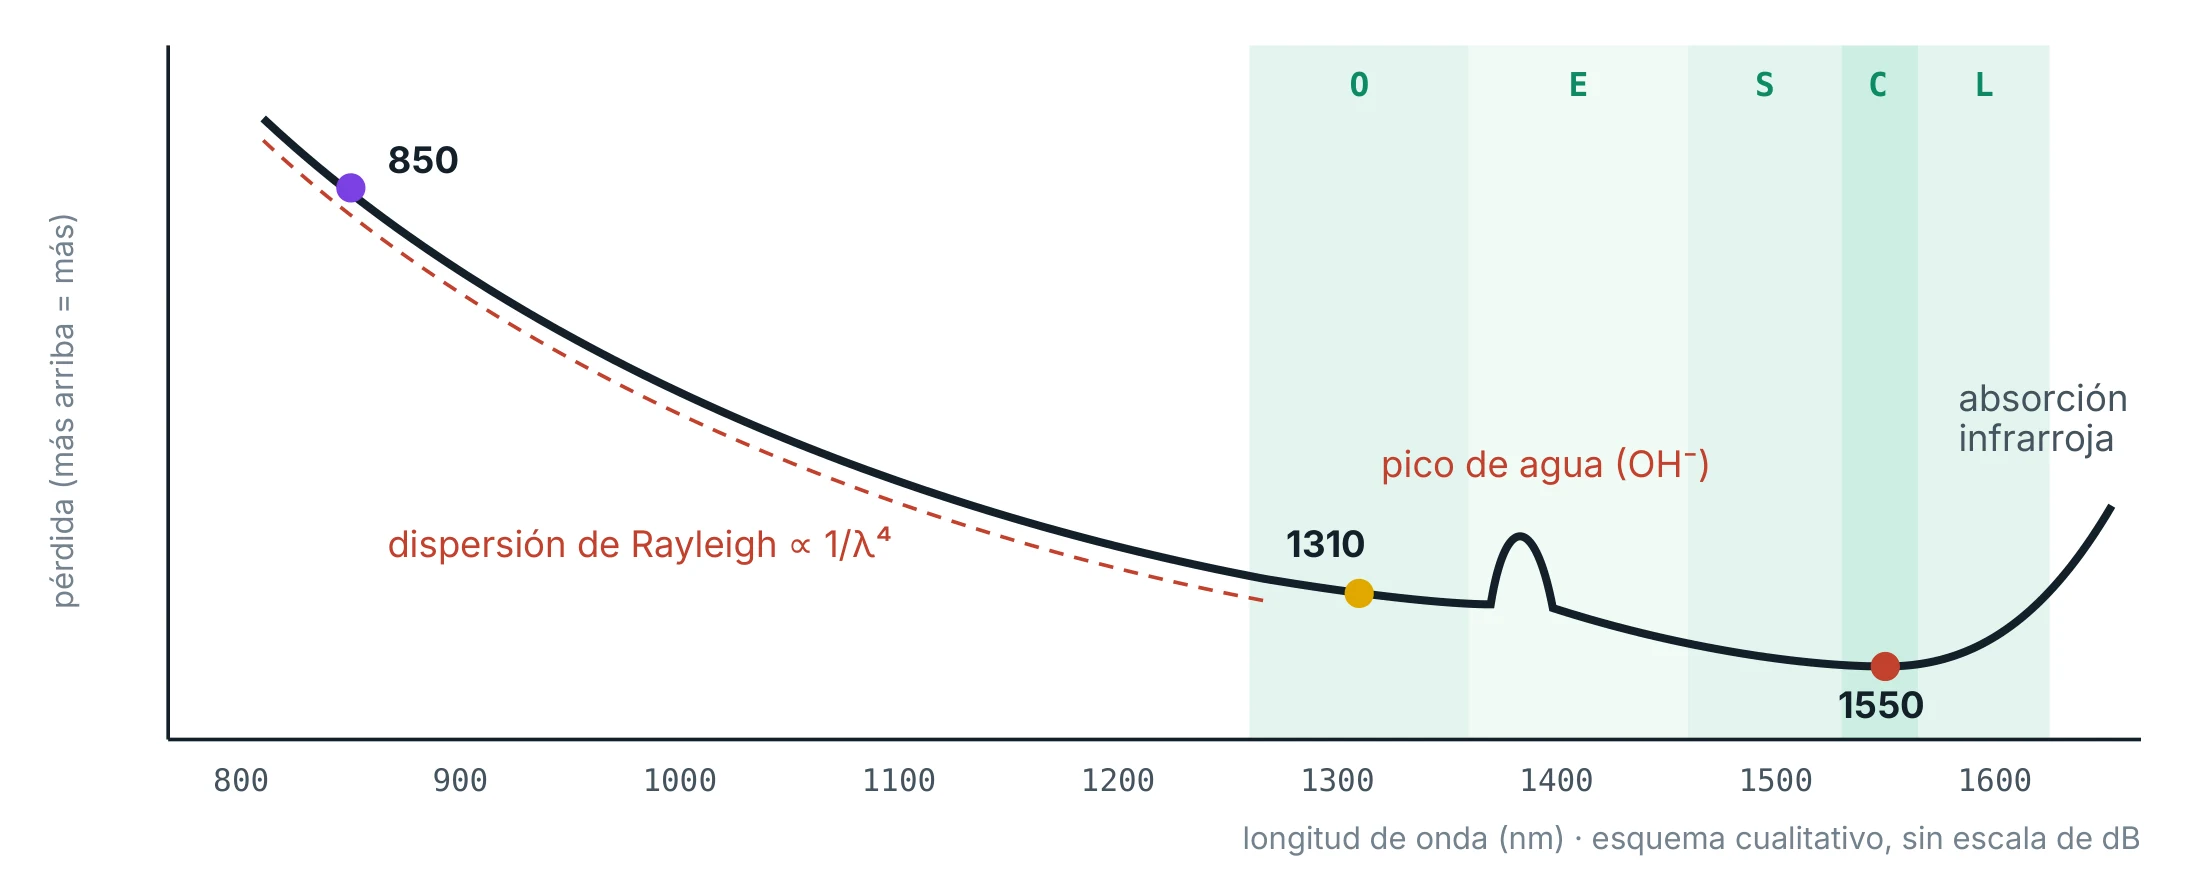 O E S C L
850
pérdida (más arriba = más)
absorción
infrarroja
pico de agua (OH⁻)
1310
dispersión de Rayleigh ∝ 1/λ⁴
1550
800 900 1000 1100 1200 1300 1400 1500 1600
longitud de onda (nm) · esquema cualitativo, sin escala de dB